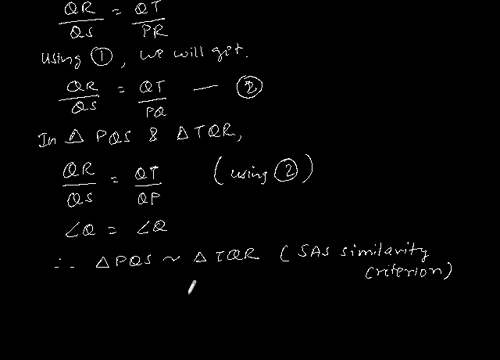 QR/QS = QT/PR
Using ①, we will get.
QR/QS = QT/PQ — ②
In △ PQS & △ TQR,
QR/QS = QT/QP (using ②)
∠Q = ∠Q
∴ △PQS ~ △TQR (SAS similarity
criterion)